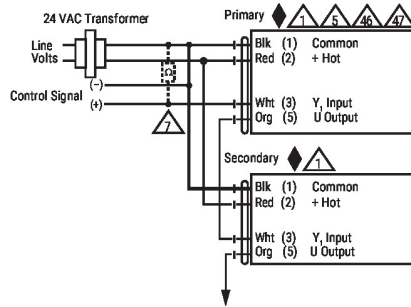 24 VAC Transformer
Line
Volts
Control Signal
(–)
(+)
Ω
7
Primary
1
5
46
47
Blk (1) Common
Red (2) + Hot
Wht (3) Y₁ Input
Org (5) U Output
Secondary
1
Blk (1) Common
Red (2) + Hot
Wht (3) Y₁ Input
Org (5) U Output